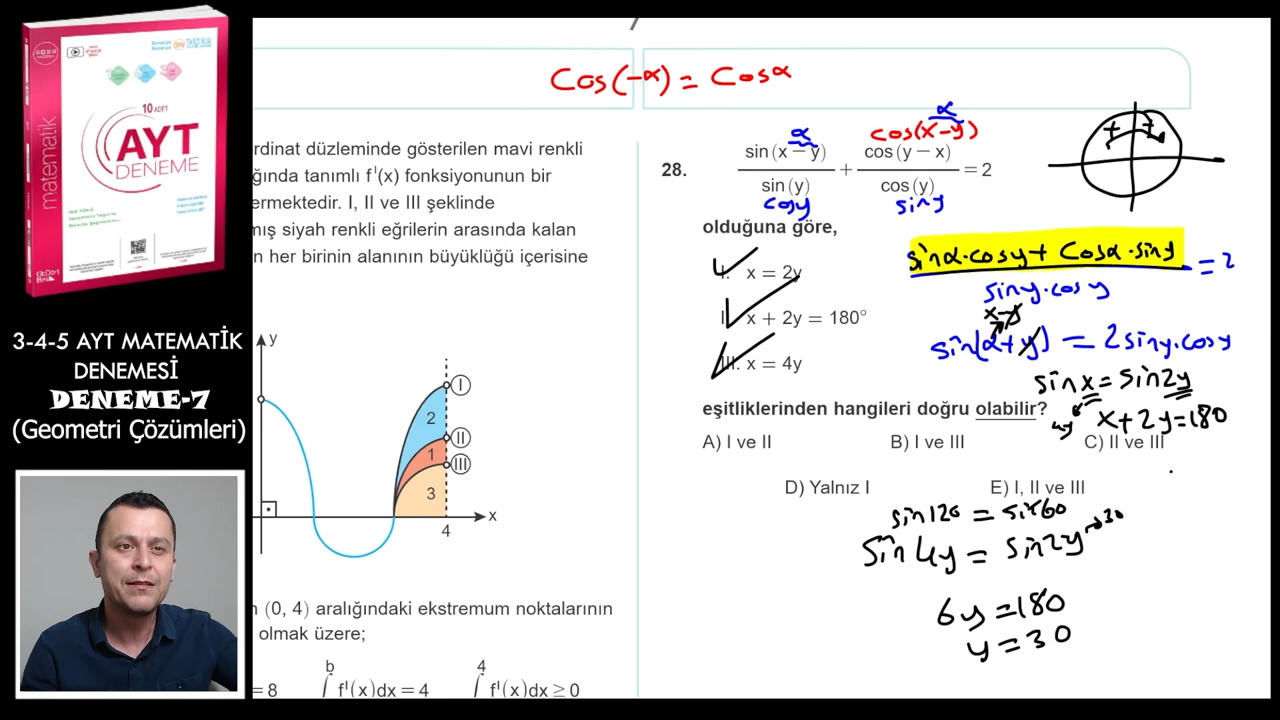 matematik
10 ADET
AYT
DENEME
3-4-5 AYT MATEMATİK
DENEMESİ
DENEME-7
(Geometri Çözümleri)
Cos(-α) = Cosα
rdinat düzleminde gösterilen mavi renkli
ğında tanımlı fı(x) fonksiyonunun bir
ermektedir. I, II ve III şeklinde
mış siyah renkli eğrilerin arasında kalan
n her birinin alanının büyüklüğü içerisine
y
I
2
II
1
III
3
4
x
n (0, 4) aralığındaki ekstremum noktalarının
olmak üzere;
= 8 ∫ b fı(x)dx = 4 ∫ 4 fı(x)dx ≥ 0
α α
cos(x-y)
28. sin (x – y) / sin (y) + cos (y – x) / cos (y) = 2
cosy siny
+ +
olduğuna göre,
I. x = 2y
x + 2y = 180°
III. x = 4y
eşitliklerinden hangileri doğru olabilir?
A) I ve II B) I ve III C) II ve III
D) Yalnız I E) I, II ve III
sinα.cosy + Cosα.siny = 2
siny.cosy
x-y
sin(α+y) = 2siny.cosy
sinx = sin2y
4y x+2y=180
sin120 = sin60
sin4y = sin2y → 30
6y = 180
y = 30